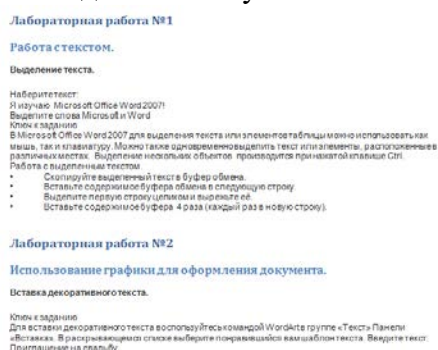 Лабораторная работа №1
Работа с текстом.
Выделение текста.
Наберите текст:
Я изучаю Microsoft Office Word 2007!
Выделите слова Microsoft и Word
Ключ к заданию
В Microsoft Office Word 2007 для выделения текста или элементов таблицы можно использовать как
мышь, так и клавиатуру. Можно также одновременно выделить текст или элементы, расположенные в
различных местах. Выделение нескольких объектов производится при нажатой клавише Ctrl.
Работа с выделенным текстом
• Скопируйте выделенный текст в буфер обмена.
• Вставьте содержимое буфера обмена в следующую строку
• Выделите первую строку целиком и вырежьте её.
• Вставьте содержимое буфера 4 раза (каждый раз в новую строку).
Лабораторная работа №2
Использование графики для оформления документа.
Вставка декоративного текста.
Ключ к заданию
Для вставки декоративного текста воспользуйтесь командой WordArt в группе «Текст» Панели
«Вставка». В раскрывающемся списке выберите понравившийся вам шаблон текста. Введите текст:
Приглашение на свадьбу